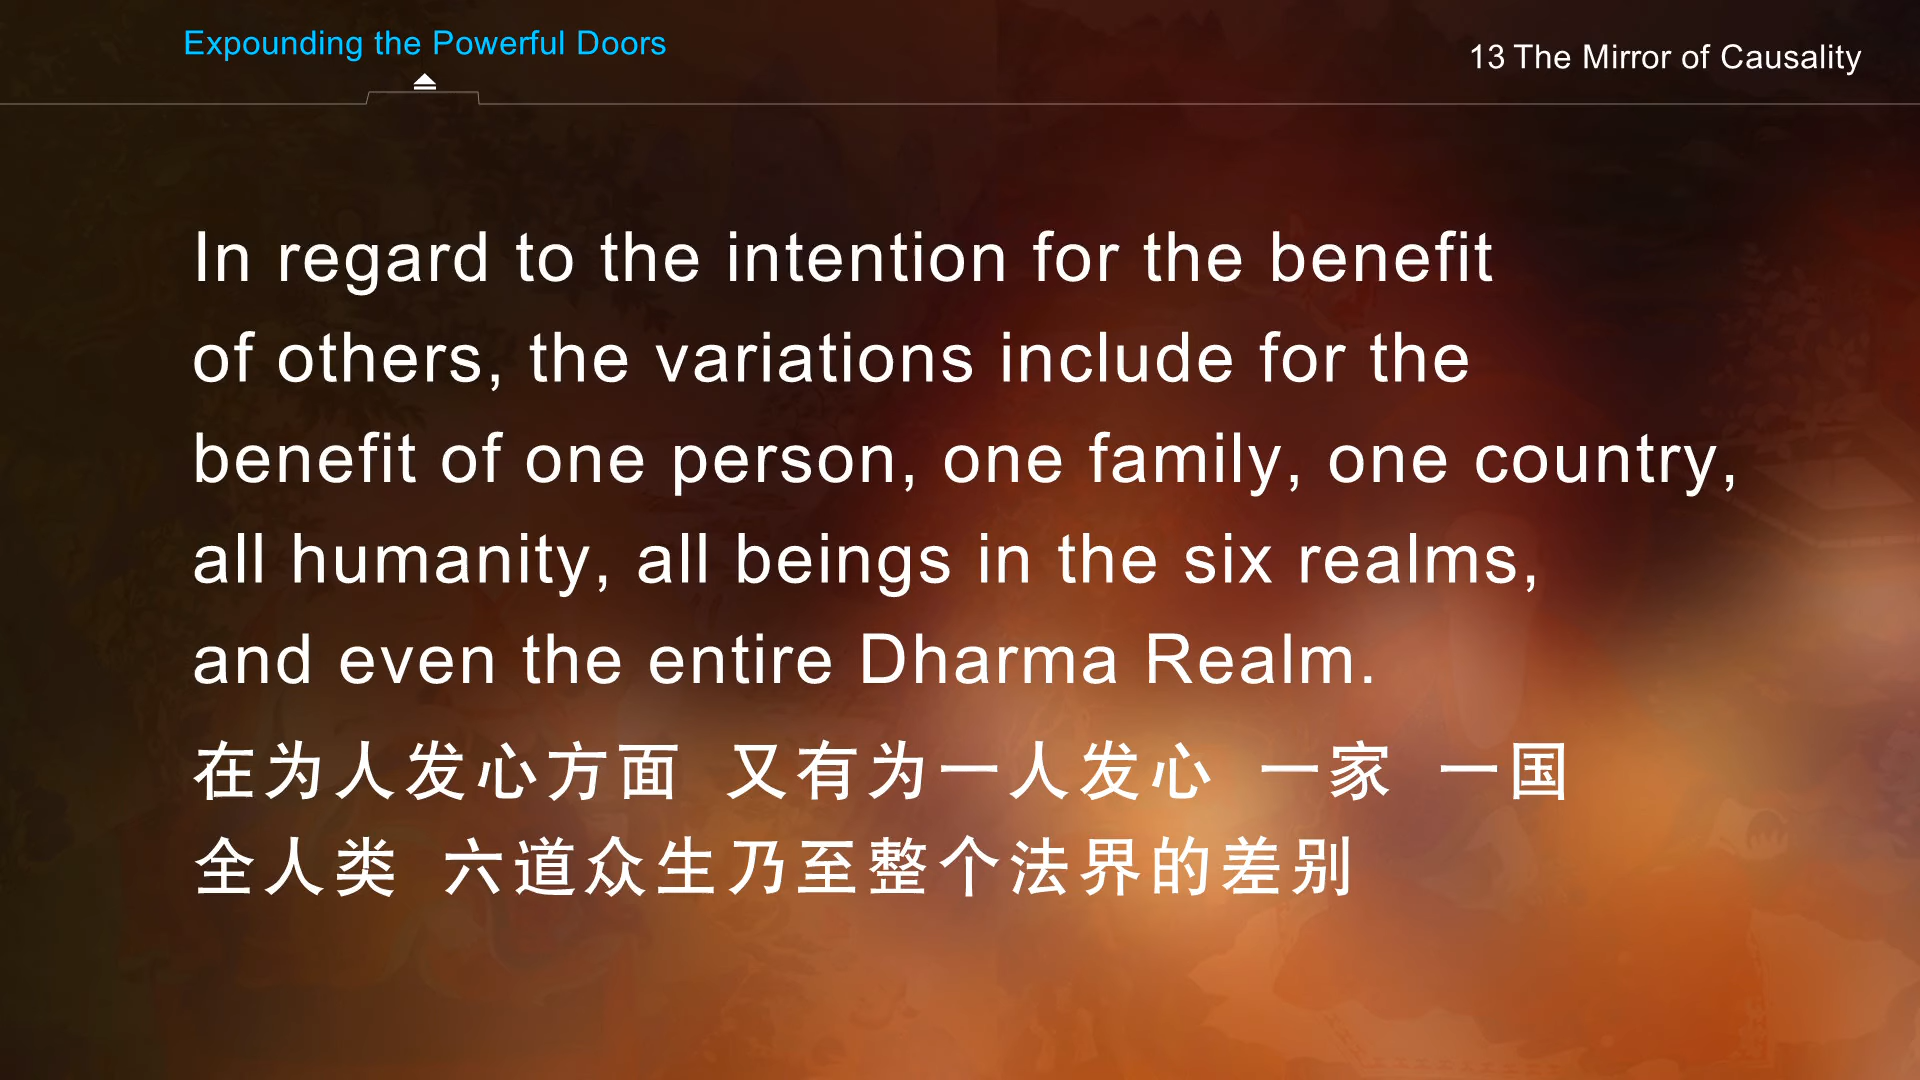 Expounding the Powerful Doors
13 The Mirror of Causality
In regard to the intention for the benefit
of others, the variations include for the
benefit of one person, one family, one country,
all humanity, all beings in the six realms,
and even the entire Dharma Realm.
在为人发心方面 又有为一人发心 一家 一国
全人类 六道众生乃至整个法界的差别